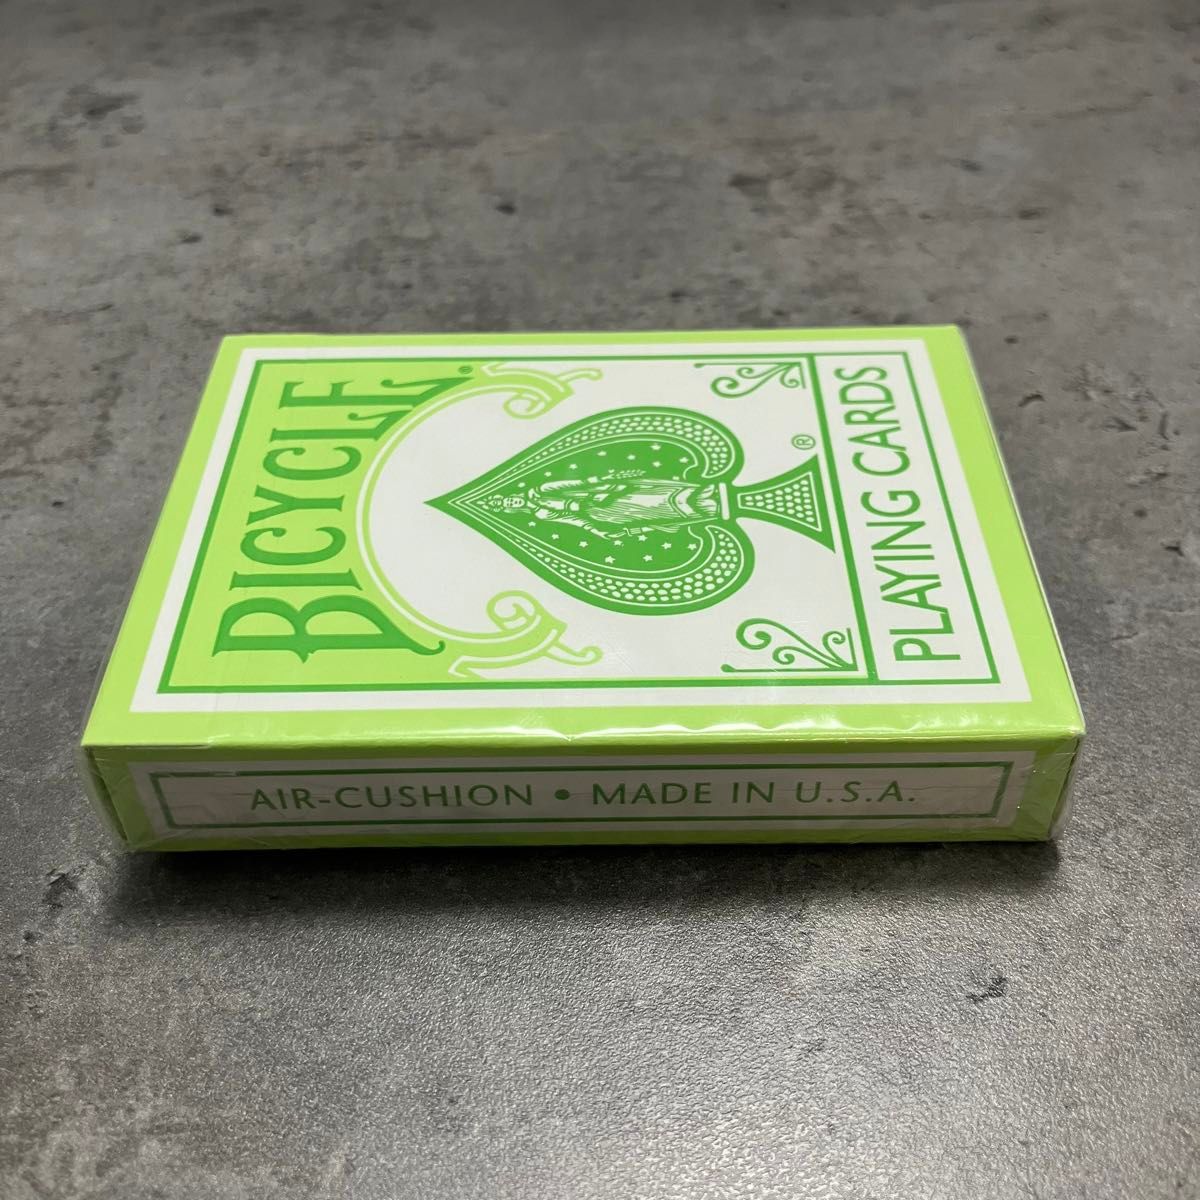 BICYCLE®
®
PLAYING CARDS
AIR-CUSHION • MADE IN U.S.A.